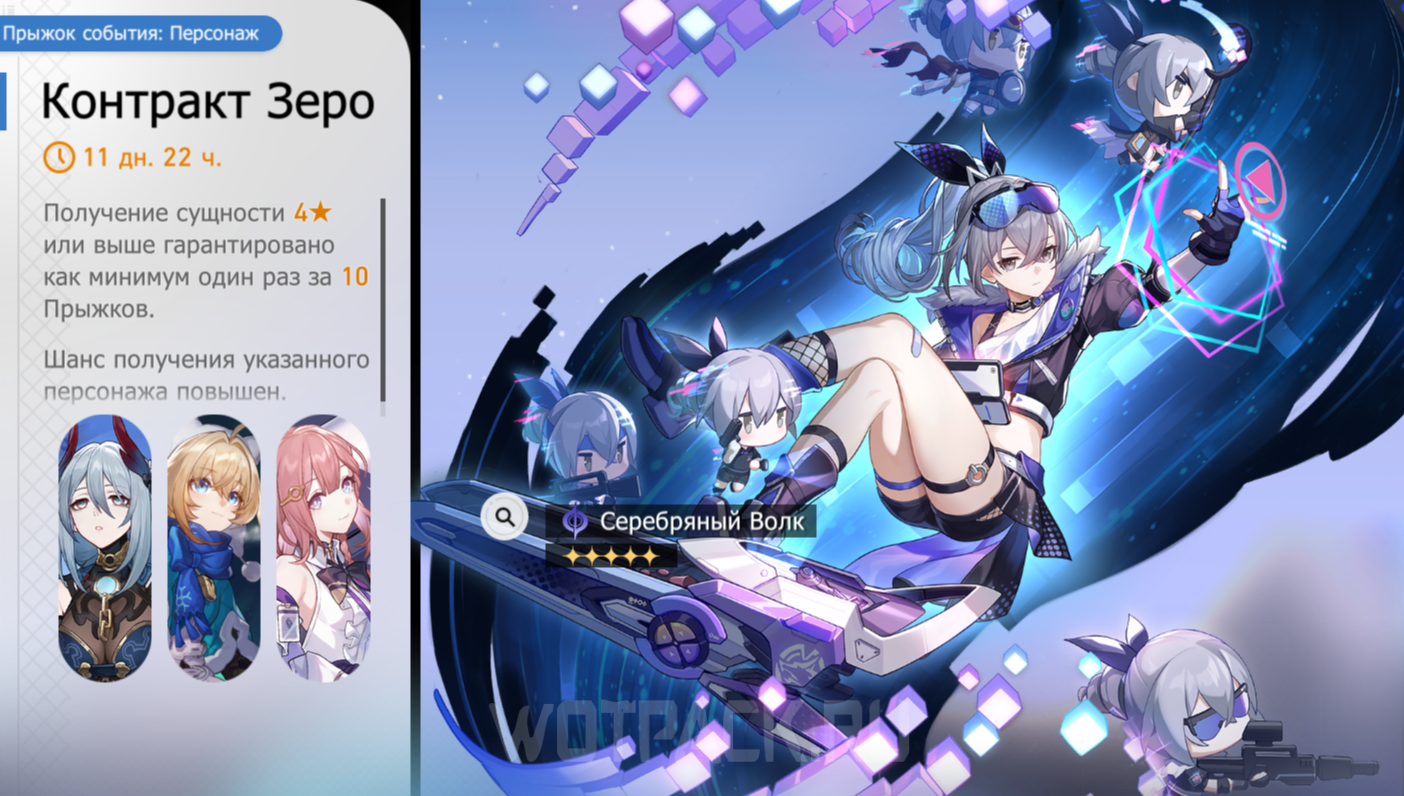 Прыжок события: Персонаж
Контракт Зеро
11 дн. 22 ч.
Получение сущности 4★
или выше гарантировано
как минимум один раз за 10
Прыжков.
Шанс получения указанного
персонажа повышен.
Серебряный Волк
WOTPACK.RU